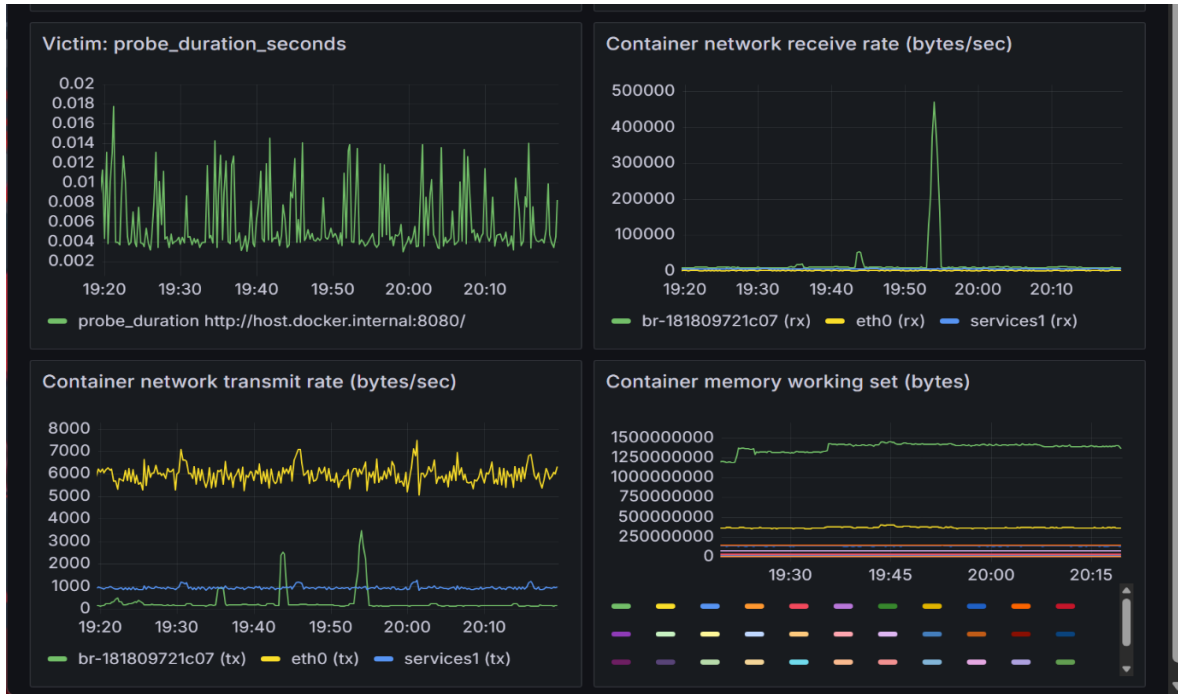 Victim: probe_duration_seconds
0.02
0.018
0.016
0.014
0.012
0.01
0.008
0.006
0.004
0.002
19:20 19:30 19:40 19:50 20:00 20:10
probe_duration http://host.docker.internal:8080/
Container network receive rate (bytes/sec)
500000
400000
300000
200000
100000
0
19:20 19:30 19:40 19:50 20:00 20:10
br-181809721c07 (rx) eth0 (rx) services1 (rx)
Container network transmit rate (bytes/sec)
8000
7000
6000
5000
4000
3000
2000
1000
0
19:20 19:30 19:40 19:50 20:00 20:10
br-181809721c07 (tx) eth0 (tx) services1 (tx)
Container memory working set (bytes)
1500000000
1250000000
1000000000
750000000
500000000
250000000
0
19:30 19:45 20:00 20:15